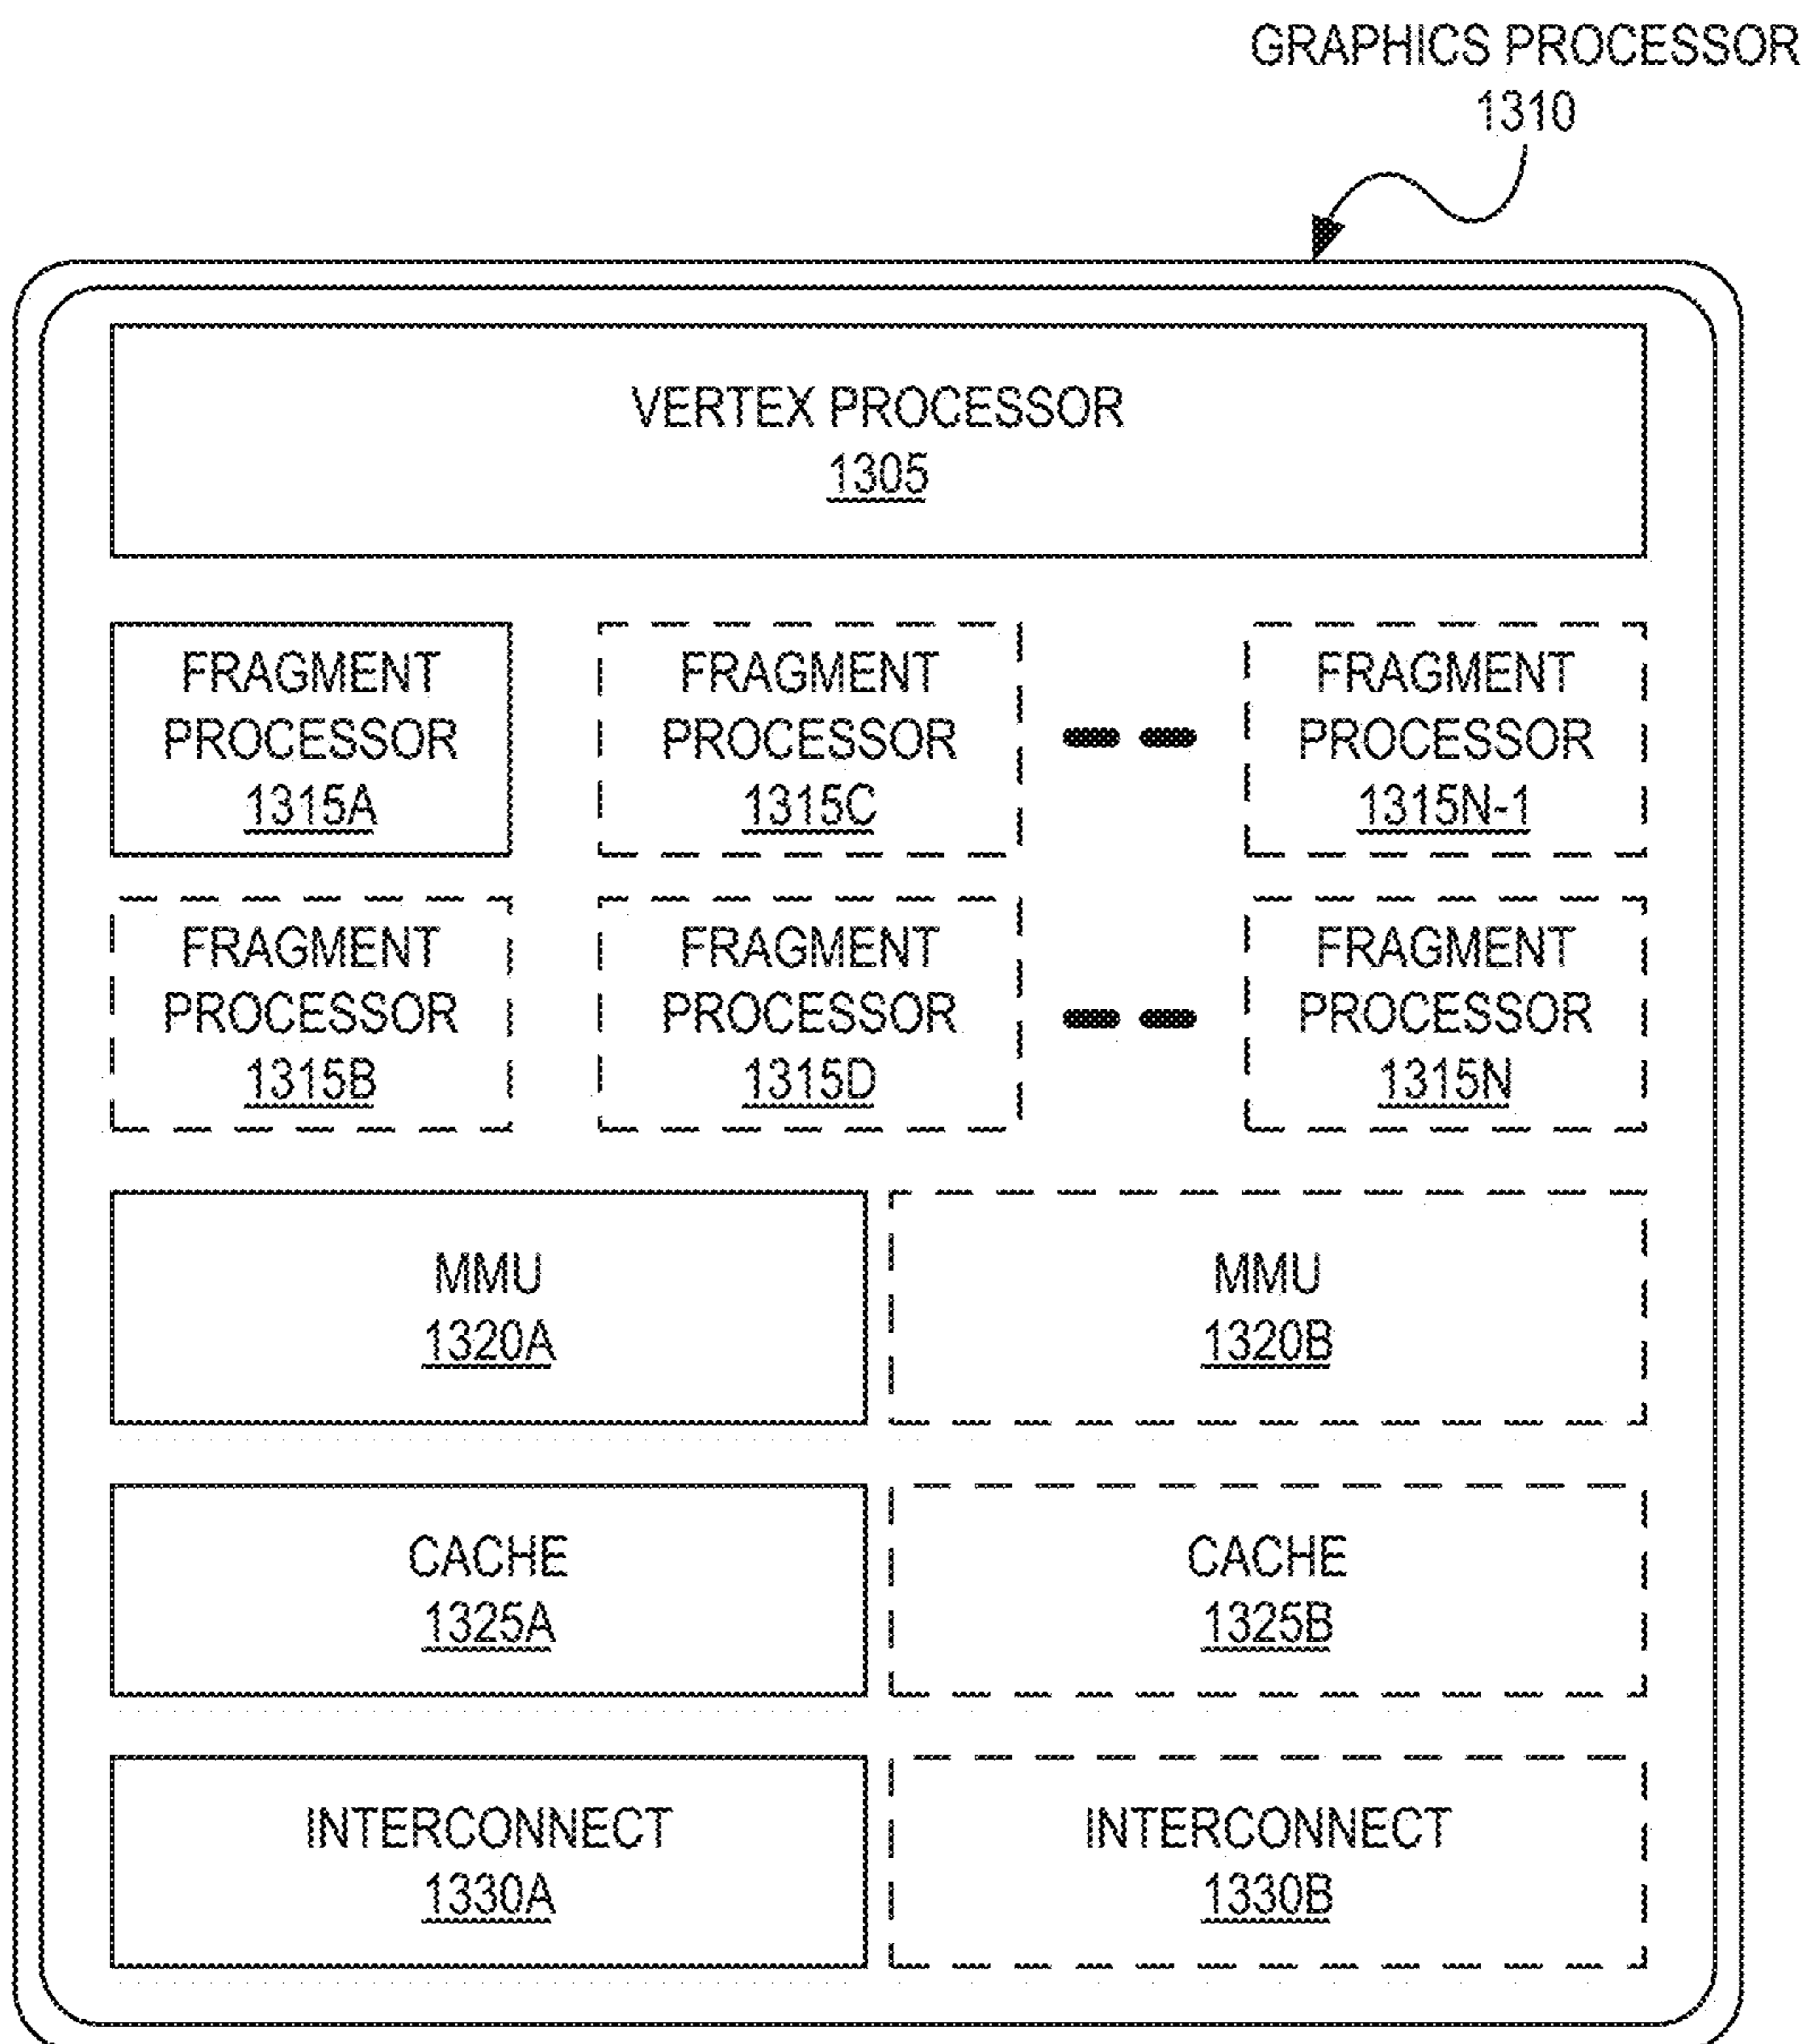 GRAPHICS PROCESSOR
1310
VERTEX PROCESSOR
1305
FRAGMENT
PROCESSOR
1315A
FRAGMENT
PROCESSOR
1315C
FRAGMENT
PROCESSOR
1315N-1
FRAGMENT
PROCESSOR
1315B
FRAGMENT
PROCESSOR
1315D
FRAGMENT
PROCESSOR
1315N
MMU
1320A
MMU
1320B
CACHE
1325A
CACHE
1325B
INTERCONNECT
1330A
INTERCONNECT
1330B